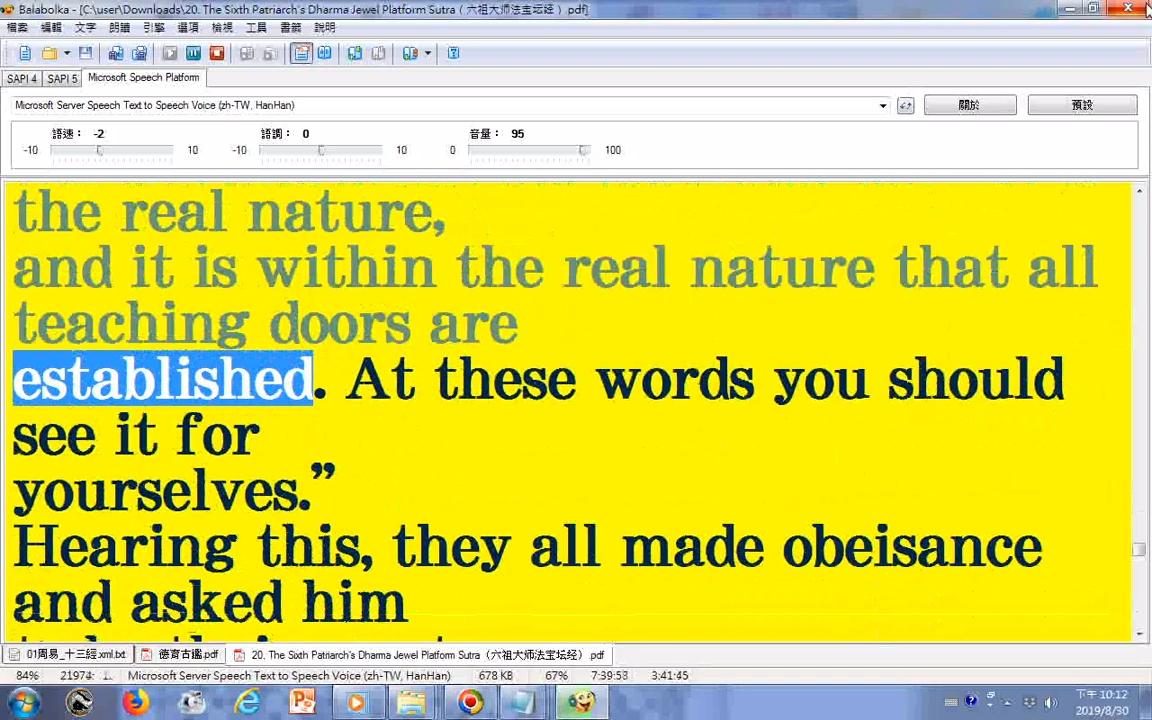 Balabolka - [C:\user\Downloads\20. The Sixth Patriarch's Dharma Jewel Platform Sutra（六祖大师法宝坛经）.pdf]
檔案 編輯 文字 朗讀 引擎 選項 檢視 工具 書籤 說明
SAPI 4 SAPI 5 Microsoft Speech Platform
Microsoft Server Speech Text to Speech Voice (zh-TW, HanHan) 關於 預設
語速： -2 語調： 0 音量： 95
-10 10 -10 10 0 100
the real nature,
and it is within the real nature that all
teaching doors are
established. At these words you should
see it for
yourselves.”
Hearing this, they all made obeisance
and asked him
01周易_十三經.xml.txt 德育古鑑.pdf 20. The Sixth Patriarch's Dharma Jewel Platform Sutra（六祖大师法宝坛经）.pdf
84% Microsoft Server Speech Text to Speech Voice (zh-TW, HanHan) 678 KB 67% 7:39:53 3:41:45
下午 10:12
2019/8/30